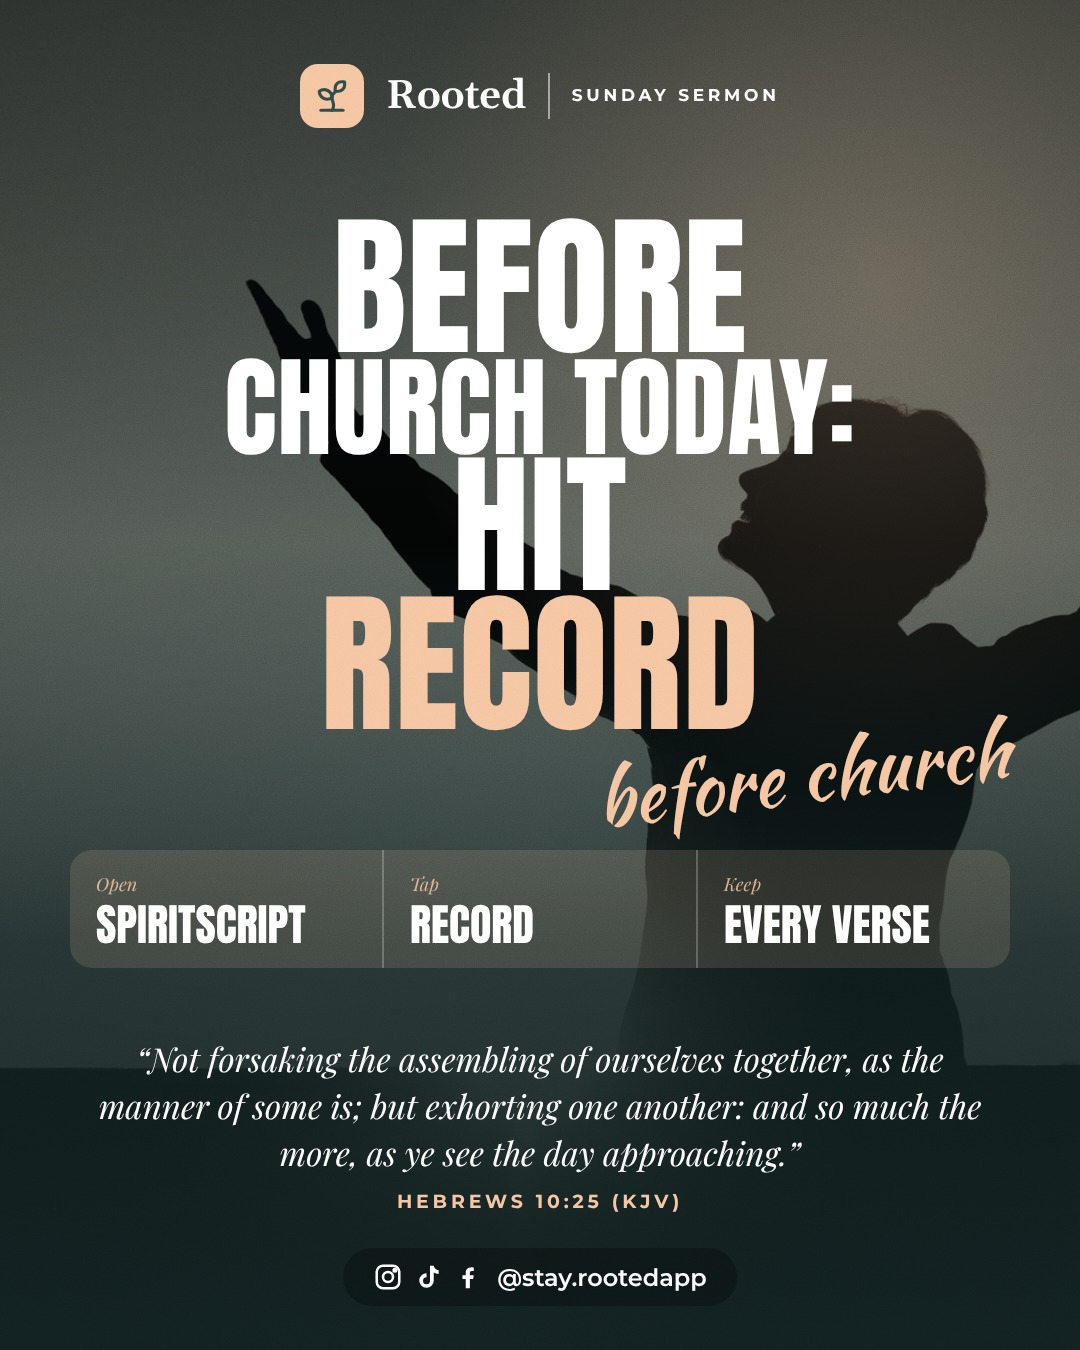 Rooted
SUNDAY SERMON
BEFORE
CHURCH TODAY:
HIT
RECORD
before church
Open
SPIRITSCRIPT
Tap
RECORD
Keep
EVERY VERSE
“Not forsaking the assembling of ourselves together, as the
manner of some is; but exhorting one another: and so much the
more, as ye see the day approaching.”
HEBREWS 10:25 (KJV)
@stay.rootedapp